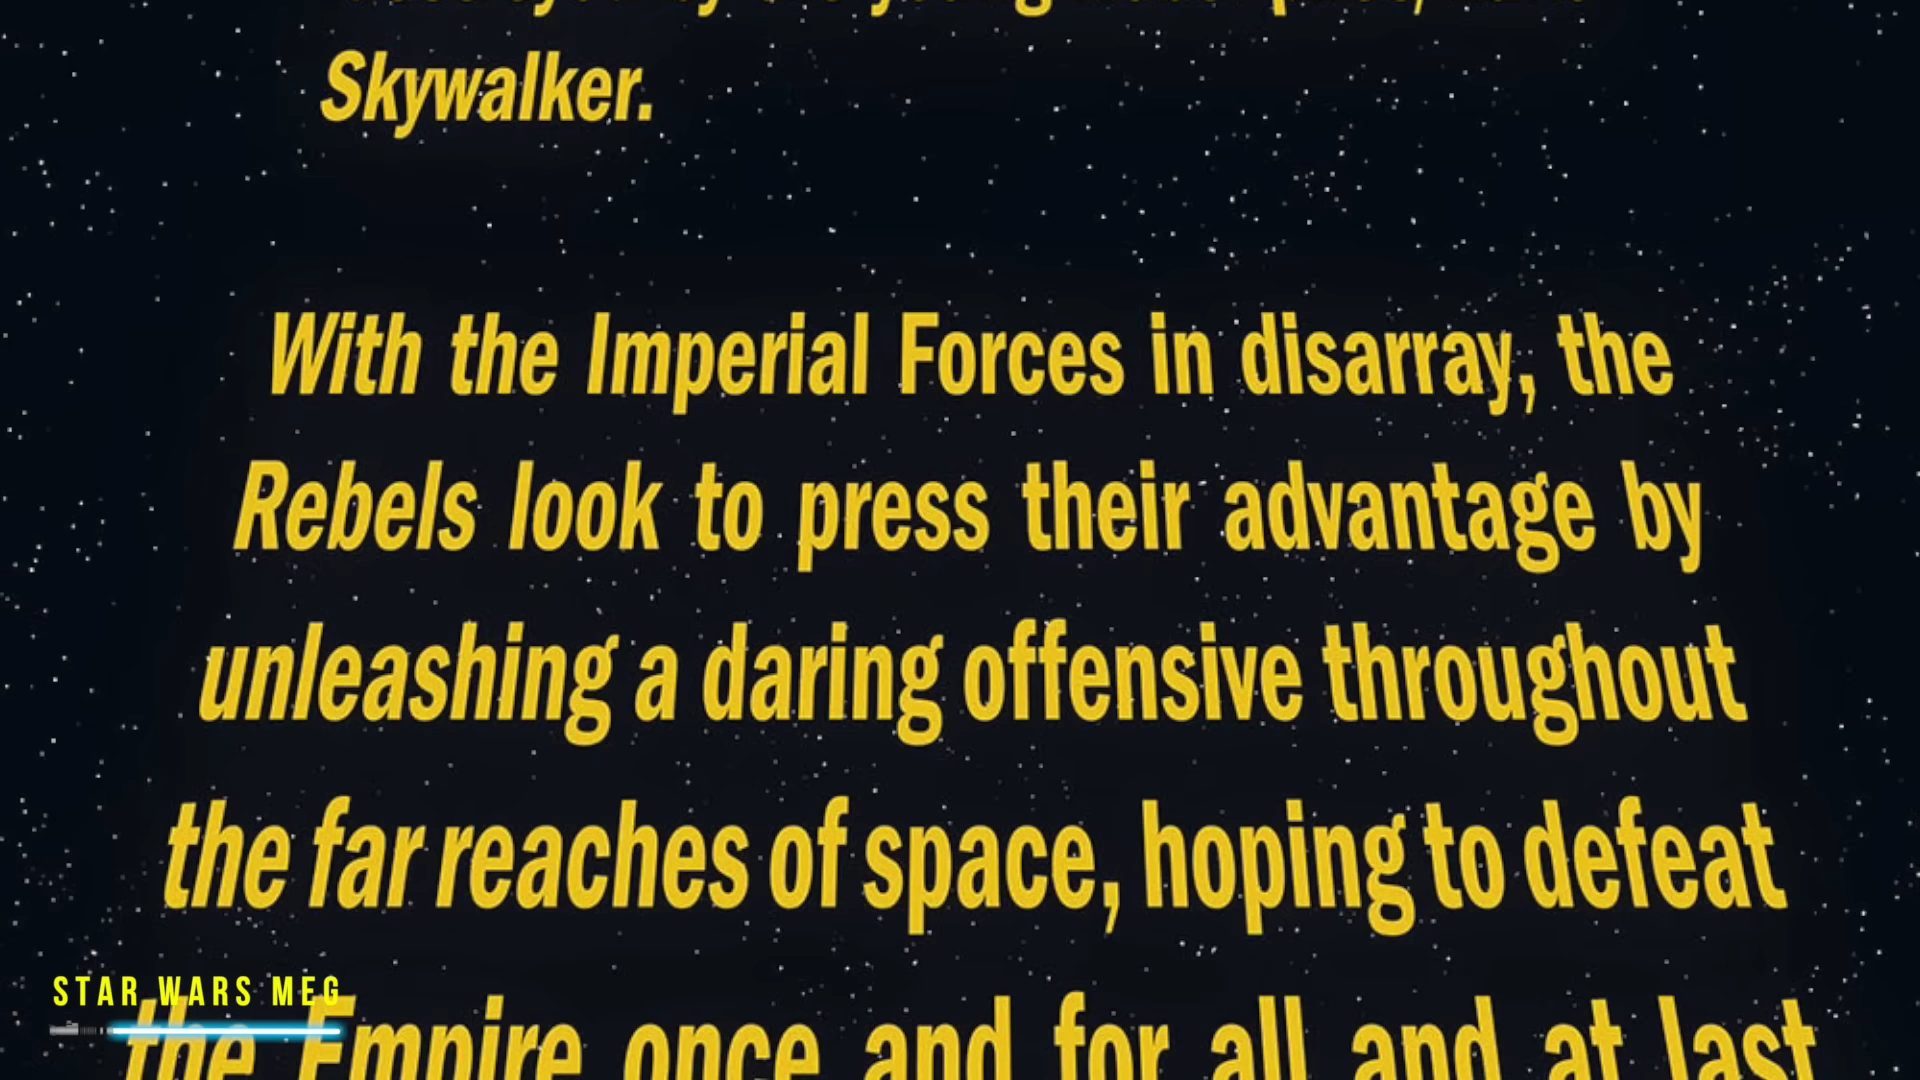 Skywalker.
With the Imperial Forces in disarray, the
Rebels look to press their advantage by
unleashing a daring offensive throughout
the far reaches of space, hoping to defeat
STAR WARS MEG
the Empire once and for all and at last